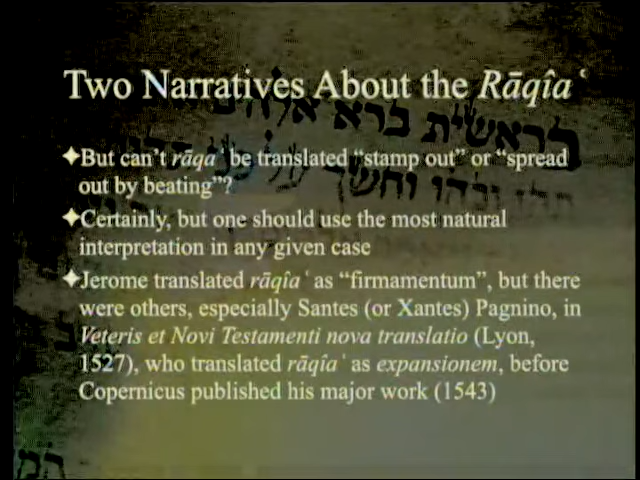 Two Narratives About the Rāqîaʿ
✦But can't rāqaʿ be translated "stamp out" or "spread
out by beating"?
✦Certainly, but one should use the most natural
interpretation in any given case
✦Jerome translated rāqîaʿ as "firmamentum", but there
were others, especially Santes (or Xantes) Pagnino, in
Veteris et Novi Testamenti nova translatio (Lyon,
1527), who translated rāqîaʿ as expansionem, before
Copernicus published his major work (1543)
בראשית ברא אלהים
וחשך על